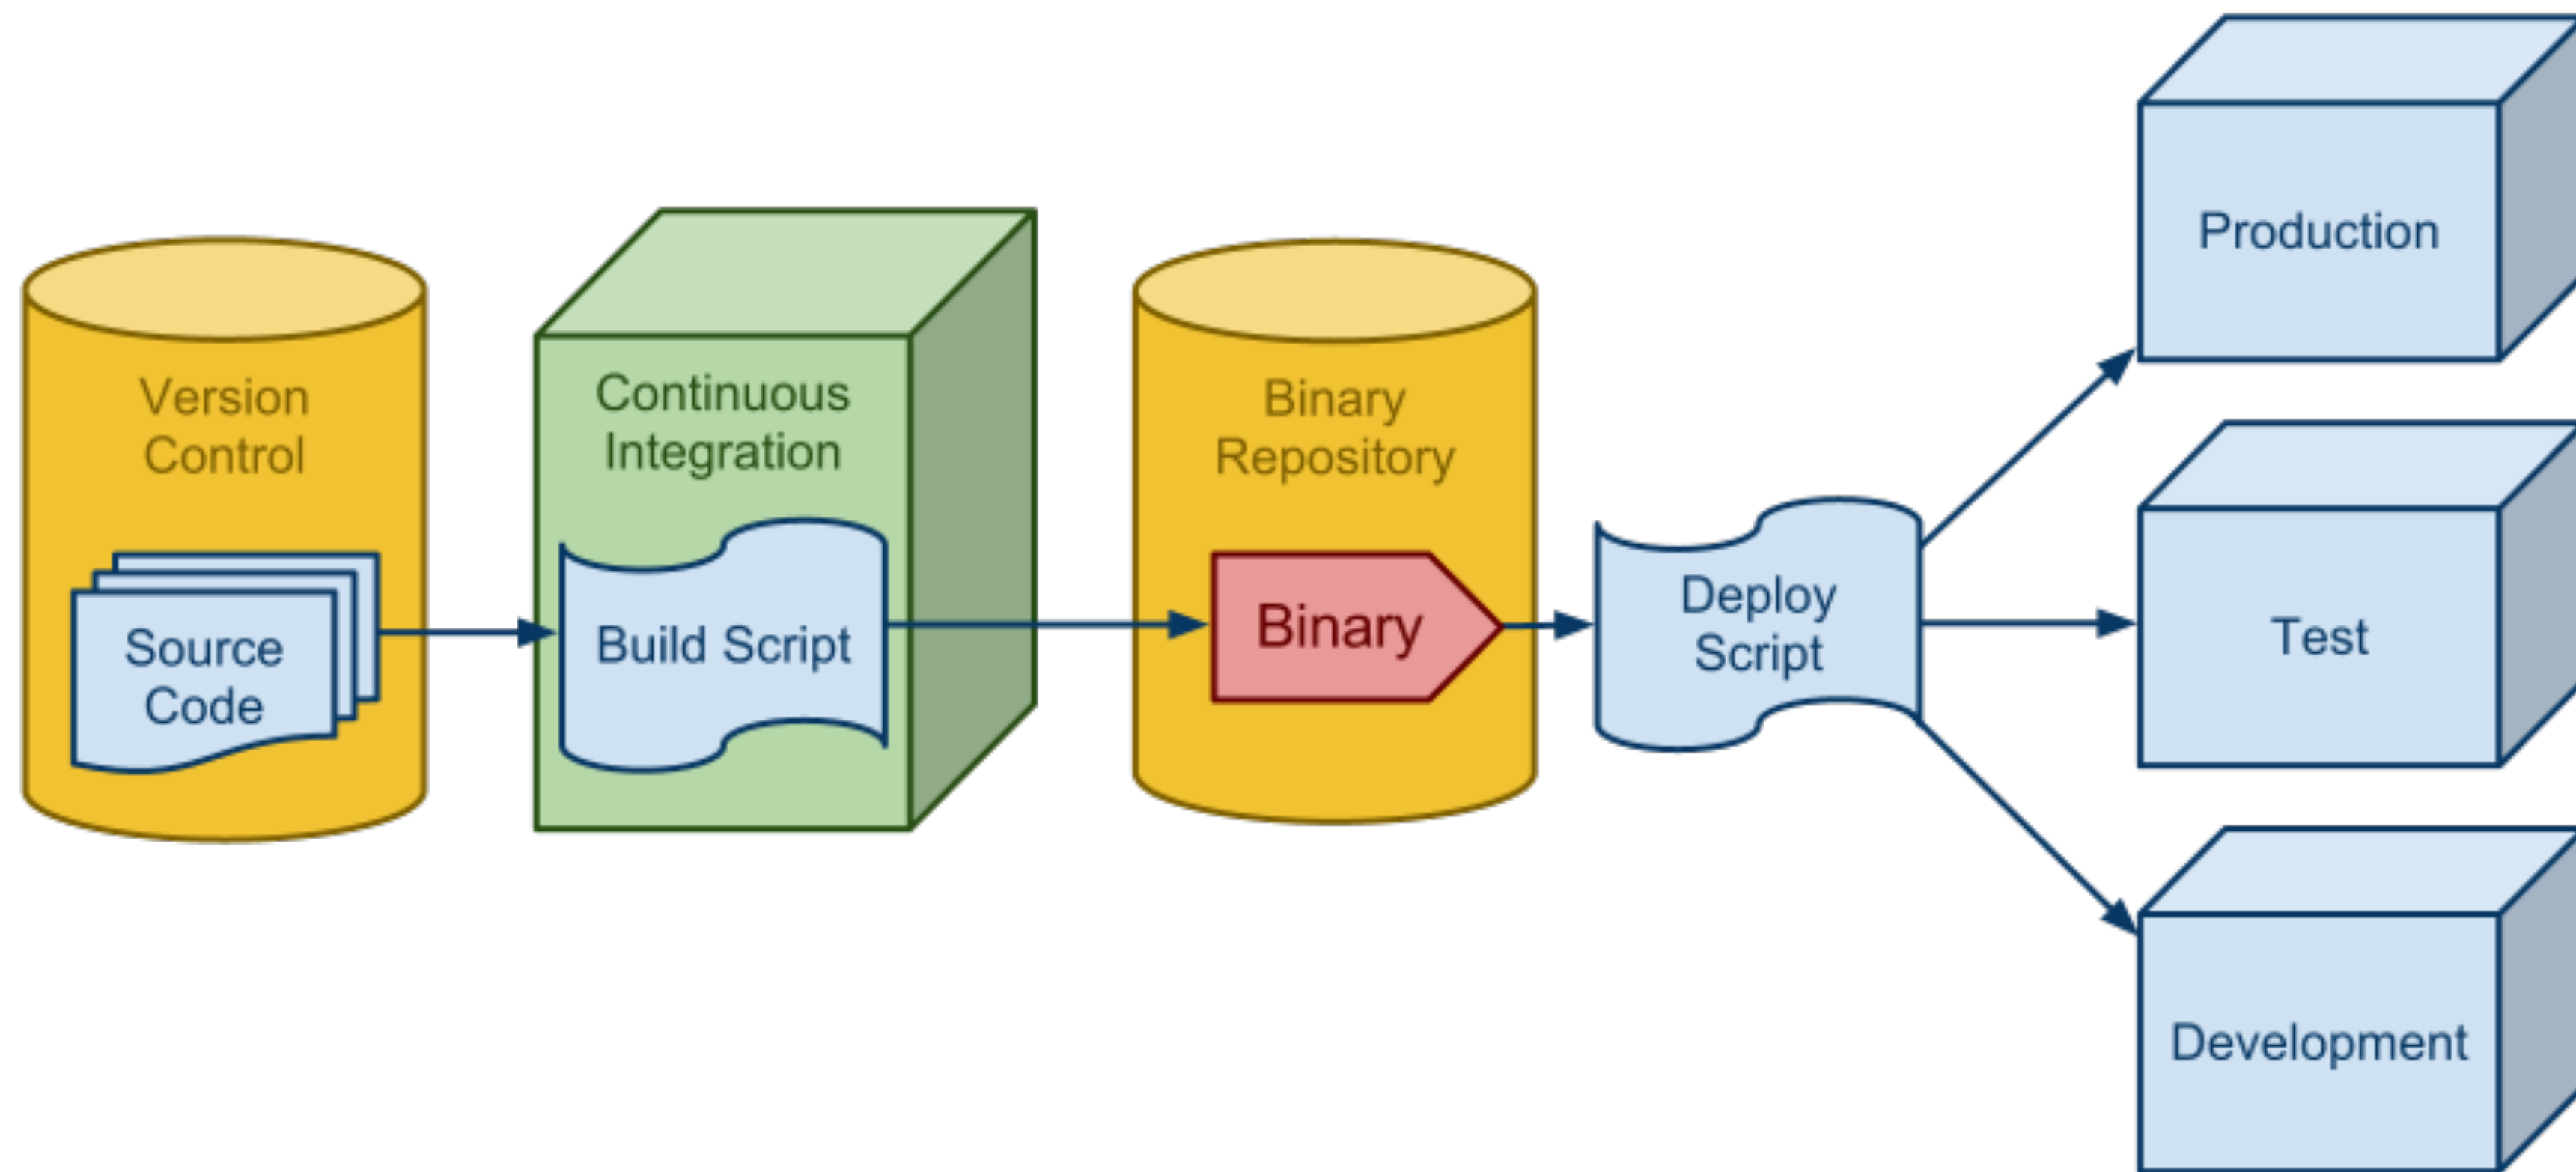 Version
Control
Source
Code
Continuous
Integration
Build Script
Binary
Repository
Binary
Deploy
Script
Production
Test
Development